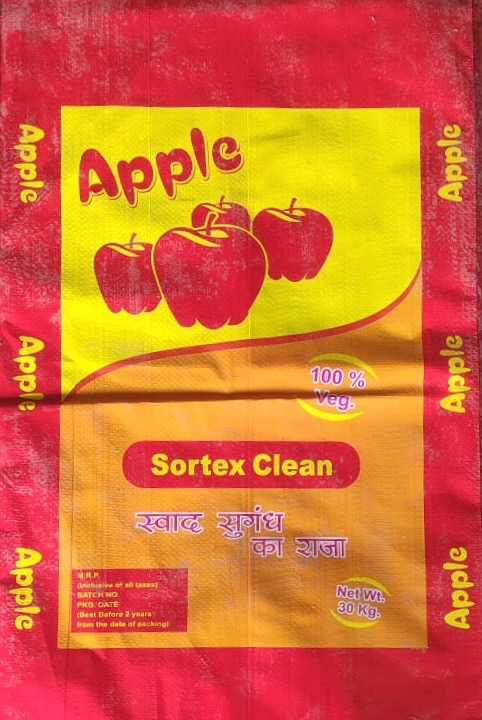 Apple
Apple
Apple
Apple
Apple
Apple
Apple
100 %
Veg.
Sortex Clean
स्वाद सुगंध
का राजा
M.R.P.
(Inclusive of all taxes)
BATCH NO.
PKG. DATE
(Best Before 2 years
from the date of packing)
Net Wt.
30 Kg.